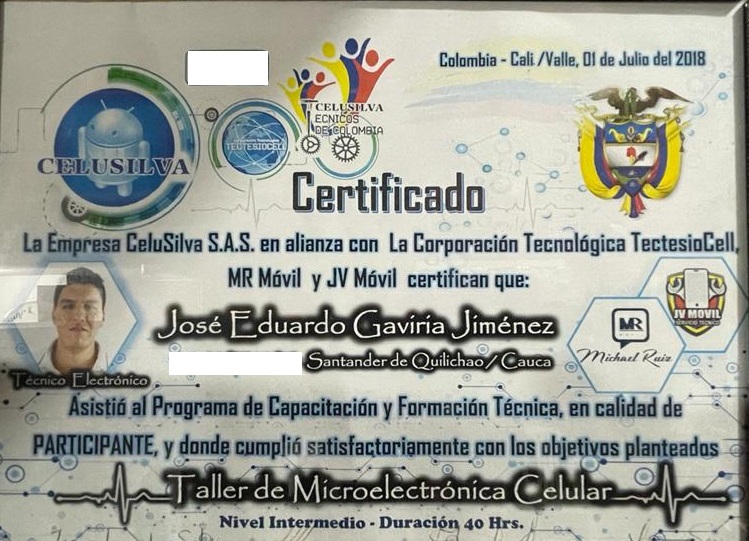 Colombia - Cali /Valle, 01 de Julio del 2018
CELUSILVA
TECTESIOCELL
CELUSILVA
TECNICOS
DE COLOMBIA
Certificado
La Empresa CeluSilva S.A.S. en alianza con La Corporación Tecnológica TectesioCell,
MR Móvil y JV Móvil certifican que:
José Eduardo Gaviria Jiménez
Santander de Quilichao / Cauca
Técnico Electrónico
MR
Michael Ruiz
JV MOVIL
SERVICIO TECNICO
Asistió al Programa de Capacitación y Formación Técnica, en calidad de
PARTICIPANTE, y donde cumplió satisfactoriamente con los objetivos planteados
Taller de Microelectrónica Celular
Nivel Intermedio - Duración 40 Hrs.